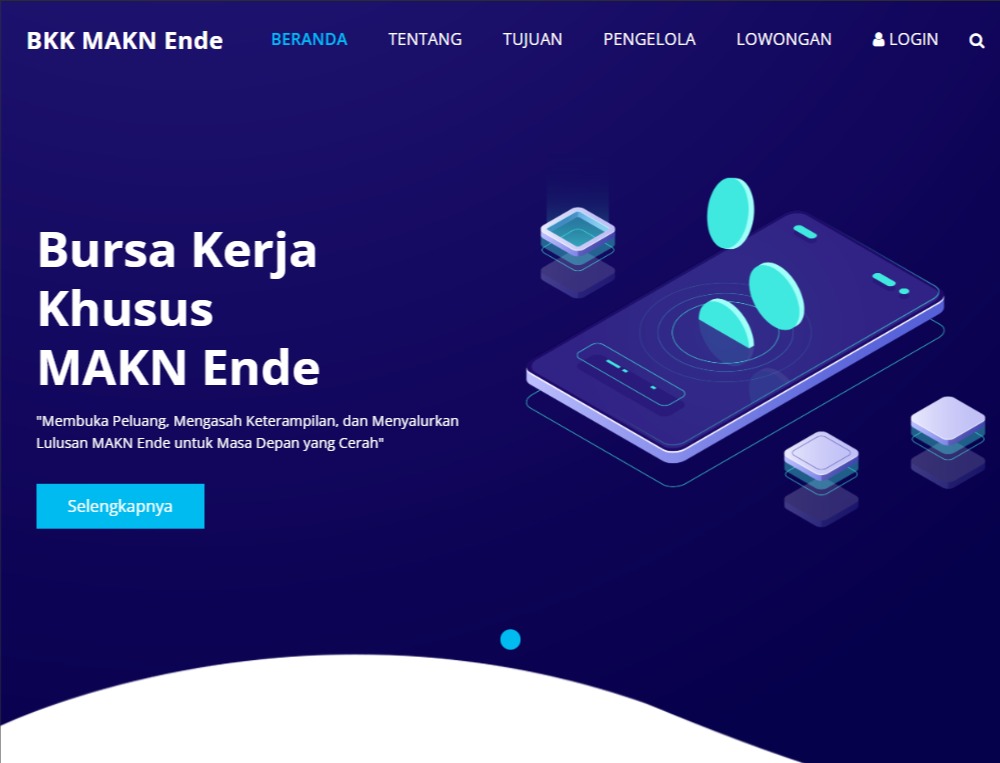 BKK MAKN Ende
BERANDA
TENTANG
TUJUAN
PENGELOLA
LOWONGAN
LOGIN
Bursa Kerja
Khusus
MAKN Ende
"Membuka Peluang, Mengasah Keterampilan, dan Menyalurkan
Lulusan MAKN Ende untuk Masa Depan yang Cerah"
Selengkapnya